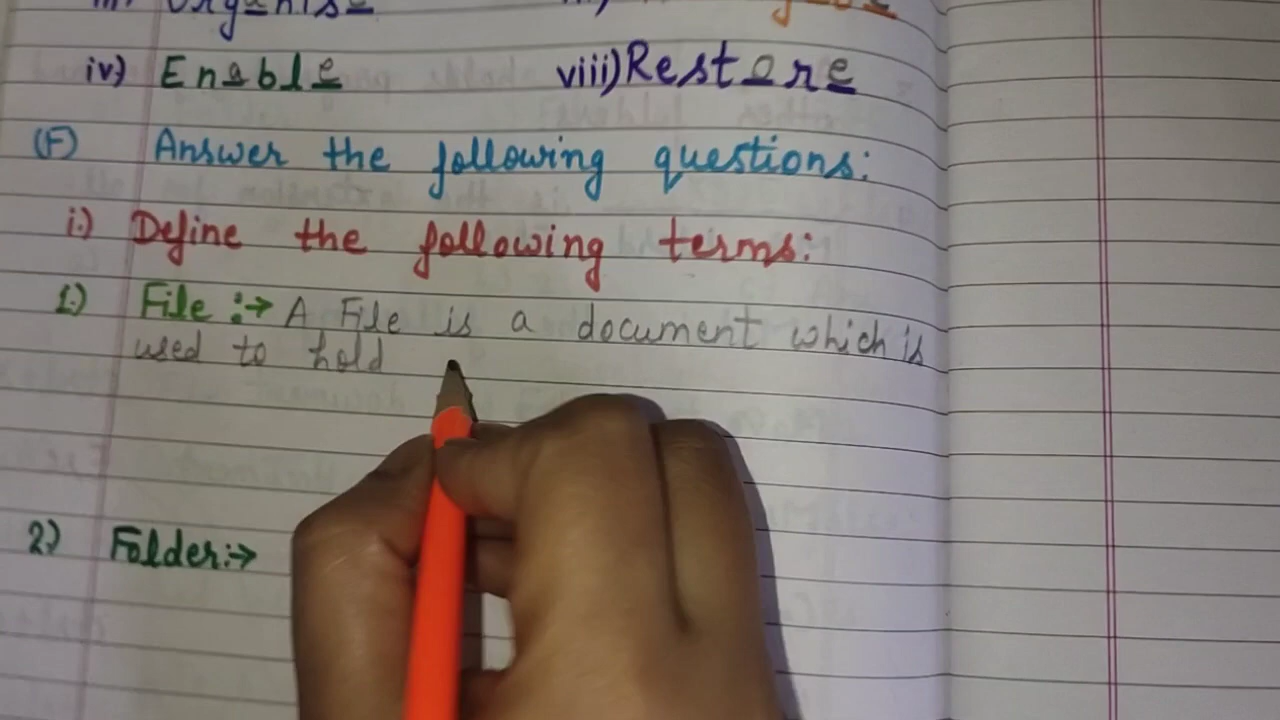 Organise
iv) Enable
viii) Restore
(F) Answer the following questions:
i.) Define the following terms:
1.) File :→ A File is a document which is
used to hold
2.) Folder:→